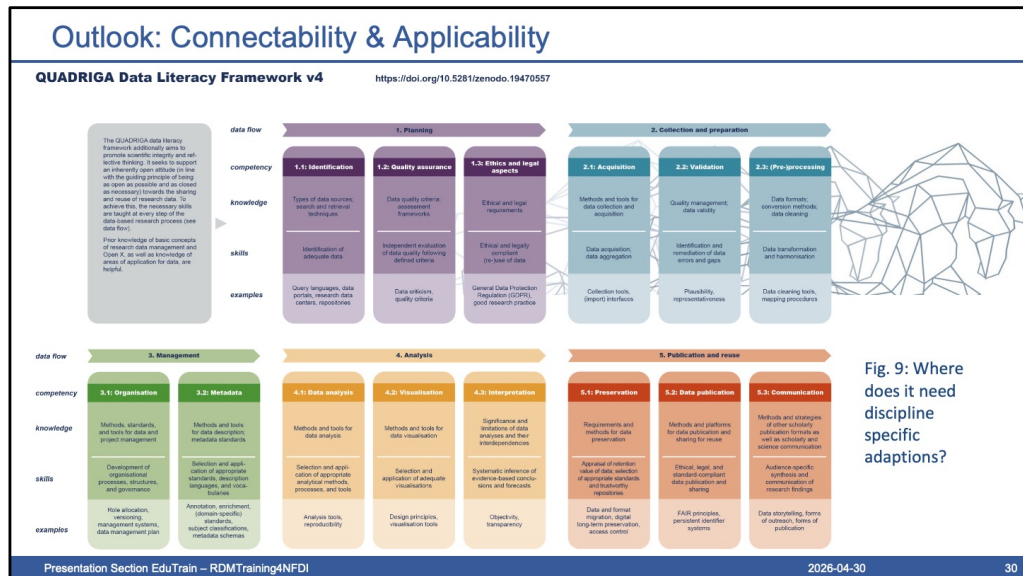 Outlook: Connectability & Applicability
QUADRIGA Data Literacy Framework v4
https://doi.org/10.5281/zenodo.19470557
The QUADRIGA data literacy
framework additionally aims to
promote scientific integrity and ref-
lective thinking. It seeks to support
an inherently open attitude (in line
with the guiding principle of being
as open as possible and as closed
as necessary) towards the sharing
and reuse of research data. To
achieve this, the necessary skills
are taught at every step of the
data-based research process (see
data flow).
Prior knowledge of basic concepts
of research data management and
Open X, as well as knowledge of
areas of application for data, are
helpful.
data flow
1. Planning
2. Collection and preparation
competency
1.1: Identification
1.2: Quality assurance
1.3: Ethics and legal
aspects
2.1: Acquisition
2.2: Validation
2.3: (Pre-)processing
knowledge
Types of data sources;
search and retrieval
techniques
Data quality criteria;
assessment
frameworks
Ethical and legal
requirements
Methods and tools for
data collection and
acquisition
Quality management;
data validity
Data formats;
conversion methods;
data cleaning
skills
Identification of
adequate data
Independent evaluation
of data quality following
defined criteria
Ethical and legally
compliant
(re-)use of data
Data acquisition;
data aggregation
Identification and
remediation of data
errors and gaps
Data transformation
and harmonisation
examples
Query languages, data
portals, research data
centers, repositories
Data criticism,
quality criteria
General Data Protection
Regulation (GDPR),
good research practice
Collection tools,
(import) interfaces
Plausibility,
representativeness
Data cleaning tools,
mapping procedures
data flow
3. Management
4. Analysis
5. Publication and reuse
competency
3.1: Organisation
3.2: Metadata
4.1: Data analysis
4.2: Visualisation
4.3: Interpretation
5.1: Preservation
5.2: Data publication
5.3: Communication
knowledge
Methods, standards,
and tools for data and
project management
Methods and tools
for data description;
metadata standards
Methods and tools for
data analysis
Methods and tools for
data visualisation
Significance and
limitations of data
analyses and their
interdependencies
Requirements and
methods for data
preservation
Methods and platforms
for data publication and
sharing for reuse
Methods and strategies
of other scholarly
publication formats as
well as scholarly and
science communication
skills
Development of
organisational
processes, structures,
and governance
Selection and appli-
cation of appropriate
standards, description
languages, and voca-
bularies
Selection and appli-
cation of appropriate
analytical methods,
processes, and tools
Selection and
application of adequate
visualisations
Systematic inference of
evidence-based conclu-
sions and forecasts
Appraisal of retention
value of data; selection
of appropriate standards
and trustworthy
repositories
Ethical, legal, and
standard-compliant
data publication and
sharing
Audience-specific
synthesis and
communication of
research findings
examples
Role allocation,
versioning,
management systems,
data management plan
Annotation, enrichment,
(domain-specific)
standards,
subject classifications,
metadata schemas
Analysis tools,
reproducibility
Design principles,
visualisation tools
Objectivity,
transparency
Data and format
migration, digital
long-term preservation,
access control
FAIR principles,
persistent identifier
systems
Data storytelling, forms
of outreach, forms of
publication
Fig. 9: Where
does it need
discipline
specific
adaptions?
Presentation Section EduTrain – RDMTraining4NFDI
2026-04-30
30